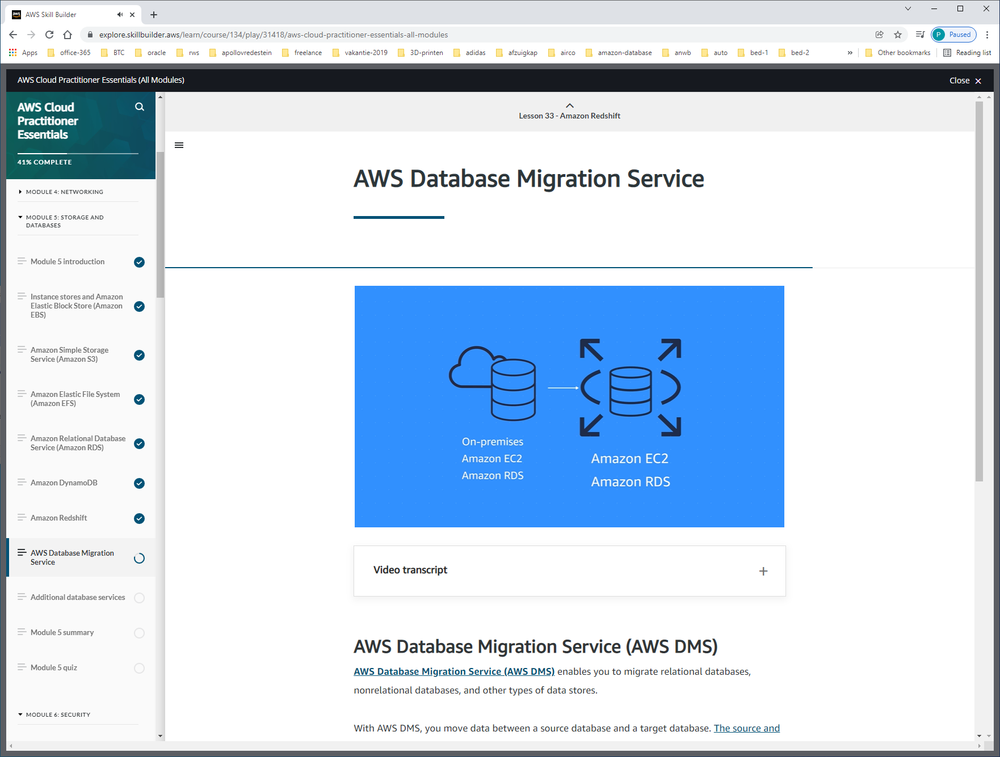 AWS Skill Builder
explore.skillbuilder.aws/learn/course/134/play/31418/aws-cloud-practitioner-essentials-all-modules
P Paused
Apps office-365 BTC oracle rws apollovredestein freelance vakantie-2019 3D-printen adidas afzuigkap airco amazon-database anwb auto bed-1 bed-2 » Other bookmarks Reading list
AWS Cloud Practitioner Essentials (All Modules)
Close
AWS Cloud
Practitioner
Essentials
41% COMPLETE
MODULE 4: NETWORKING
MODULE 5: STORAGE AND
DATABASES
Module 5 introduction
Instance stores and Amazon
Elastic Block Store (Amazon
EBS)
Amazon Simple Storage
Service (Amazon S3)
Amazon Elastic File System
(Amazon EFS)
Amazon Relational Database
Service (Amazon RDS)
Amazon DynamoDB
Amazon Redshift
AWS Database Migration
Service
Additional database services
Module 5 summary
Module 5 quiz
MODULE 6: SECURITY
Lesson 33 - Amazon Redshift
AWS Database Migration Service
On-premises
Amazon EC2
Amazon RDS
Amazon EC2
Amazon RDS
Video transcript
AWS Database Migration Service (AWS DMS)
AWS Database Migration Service (AWS DMS) enables you to migrate relational databases,
nonrelational databases, and other types of data stores.
With AWS DMS, you move data between a source database and a target database. The source and